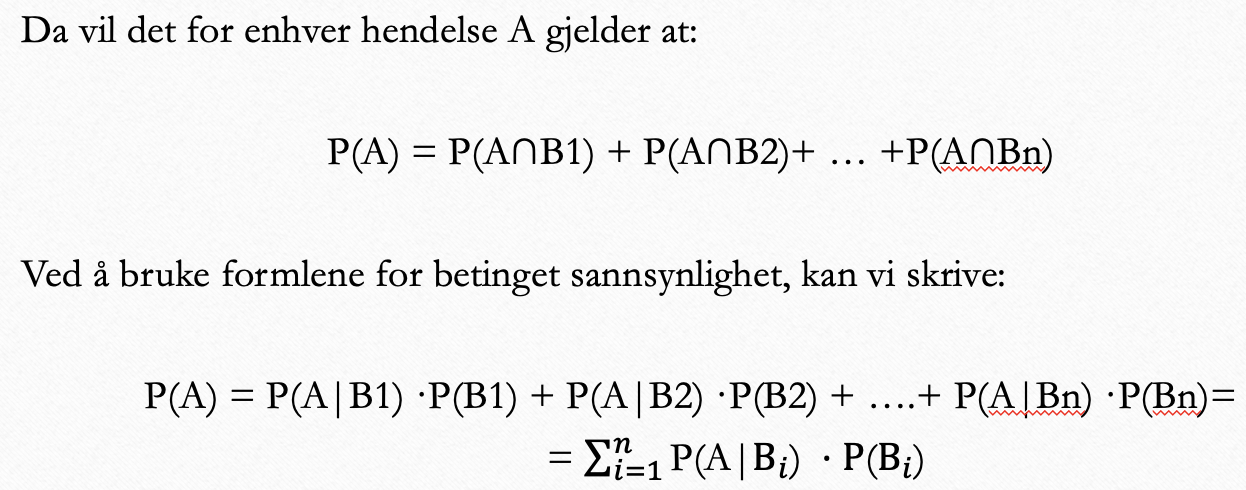 Da vil det for enhver hendelse A gjelder at:
P(A) = P(A∩B1) + P(A∩B2)+ … +P(A∩Bn)
Ved å bruke formlene for betinget sannsynlighet, kan vi skrive:
P(A) = P(A|B1) ·P(B1) + P(A|B2) ·P(B2) + ….+ P(A|Bn) ·P(Bn)=
= ∑ⁿᵢ₌₁ P(A|Bᵢ) · P(Bᵢ)